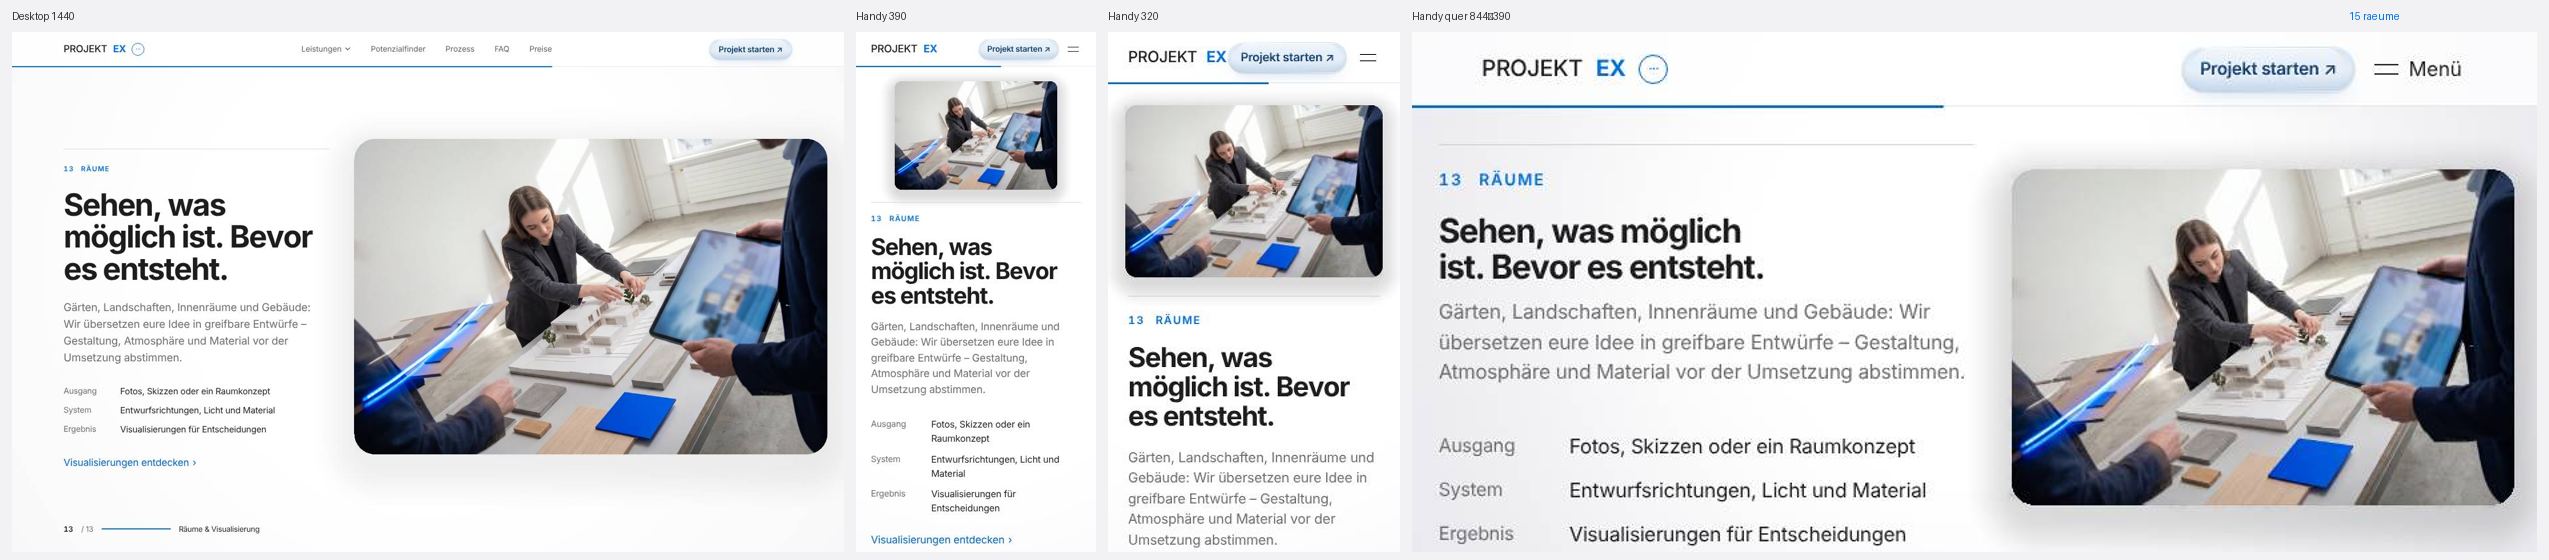 Desktop 1440
PROJEKT EX
Leistungen
Potenzialfinder
Prozess
FAQ
Preise
Projekt starten ↗
13 RÄUME
Sehen, was
möglich ist. Bevor
es entsteht.
Gärten, Landschaften, Innenräume und Gebäude:
Wir übersetzen eure Idee in greifbare Entwürfe –
Gestaltung, Atmosphäre und Material vor der
Umsetzung abstimmen.
Ausgang Fotos, Skizzen oder ein Raumkonzept
System Entwurfsrichtungen, Licht und Material
Ergebnis Visualisierungen für Entscheidungen
Visualisierungen entdecken ›
13 / 13 Räume & Visualisierung
Handy 390
PROJEKT EX
Projekt starten ↗
13 RÄUME
Sehen, was
möglich ist. Bevor
es entsteht.
Gärten, Landschaften, Innenräume und
Gebäude: Wir übersetzen eure Idee in
greifbare Entwürfe – Gestaltung,
Atmosphäre und Material vor der
Umsetzung abstimmen.
Ausgang Fotos, Skizzen oder ein
Raumkonzept
System Entwurfsrichtungen, Licht und
Material
Ergebnis Visualisierungen für
Entscheidungen
Visualisierungen entdecken ›
Handy 320
PROJEKT EX
Projekt starten ↗
13 RÄUME
Sehen, was
möglich ist. Bevor
es entsteht.
Gärten, Landschaften, Innenräume und
Gebäude: Wir übersetzen eure Idee in
greifbare Entwürfe – Gestaltung,
Atmosphäre und Material vor der
Umsetzung abstimmen.
Handy quer 844 390
15 raeume
PROJEKT EX
Projekt starten ↗
Menü
13 RÄUME
Sehen, was möglich
ist. Bevor es entsteht.
Gärten, Landschaften, Innenräume und Gebäude: Wir
übersetzen eure Idee in greifbare Entwürfe – Gestaltung,
Atmosphäre und Material vor der Umsetzung abstimmen.
Ausgang Fotos, Skizzen oder ein Raumkonzept
System Entwurfsrichtungen, Licht und Material
Ergebnis Visualisierungen für Entscheidungen